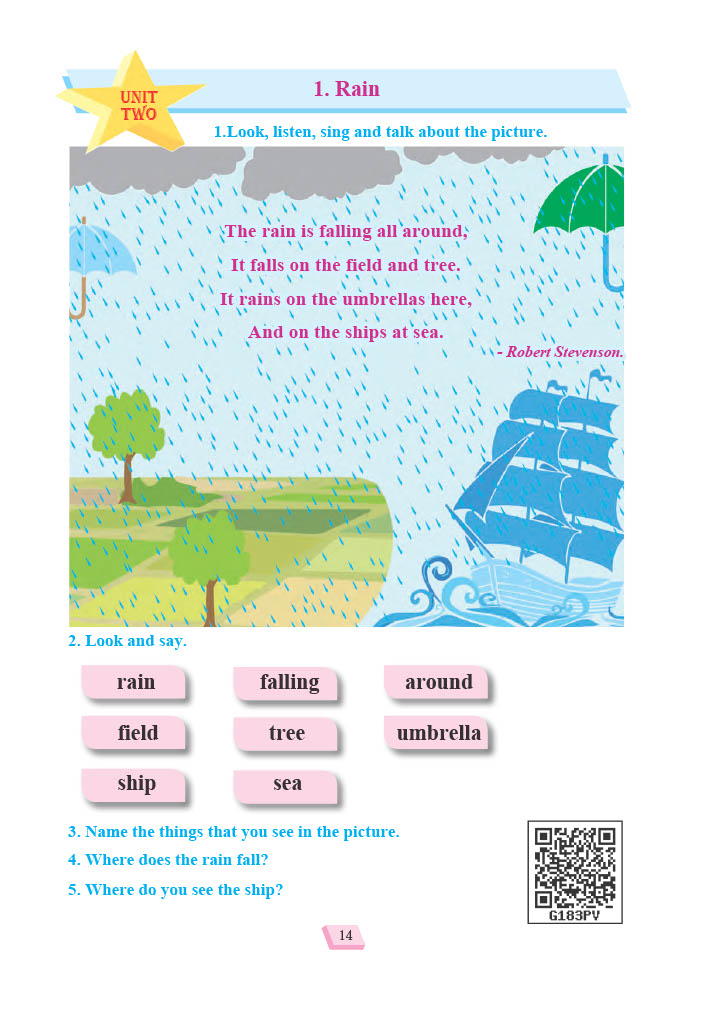 UNIT
TWO
1. Rain
1.Look, listen, sing and talk about the picture.
The rain is falling all around,
It falls on the field and tree.
It rains on the umbrellas here,
And on the ships at sea.
- Robert Stevenson.
2. Look and say.
rain falling around
field tree umbrella
ship sea
3. Name the things that you see in the picture.
4. Where does the rain fall?
5. Where do you see the ship?
G183PV
14